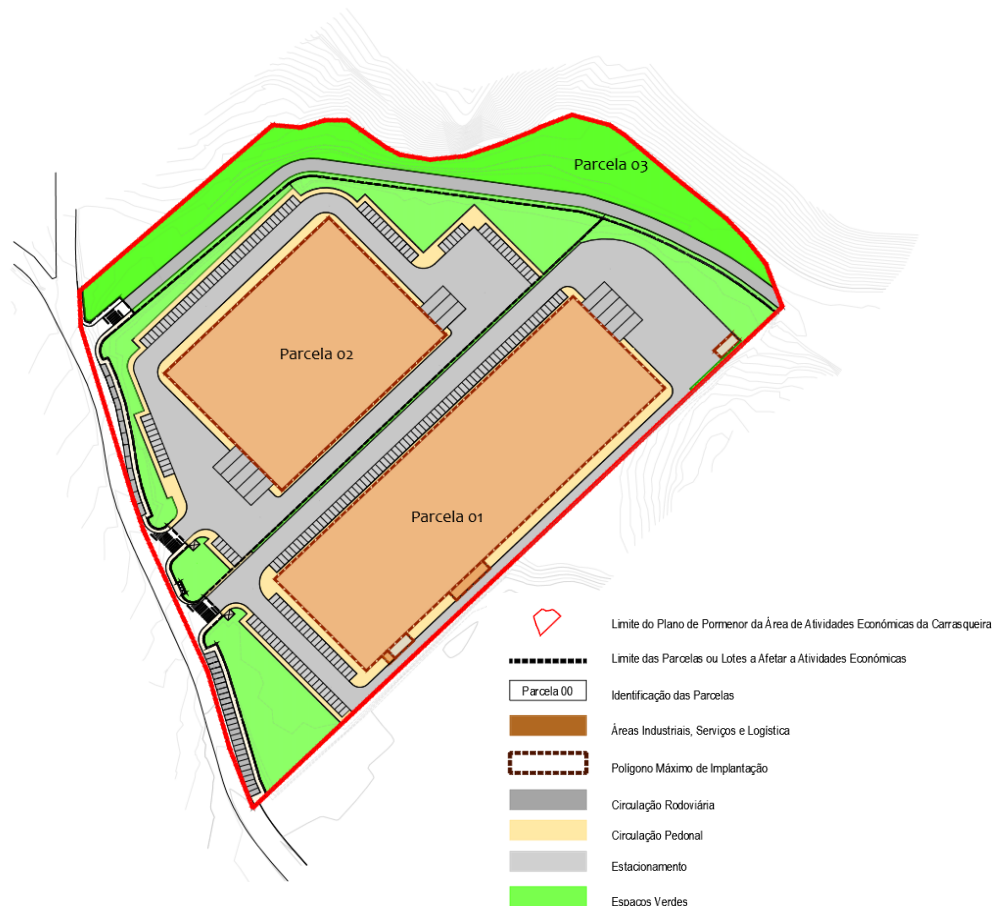 Parcela 03
Parcela 02
Parcela 01
Limite do Plano de Pormenor da Área de Atividades Económicas da Carrasqueira
Limite das Parcelas ou Lotes a Afetar a Atividades Económicas
Parcela 00
Identificação das Parcelas
Áreas Industriais, Serviços e Logística
Polígono Máximo de Implantação
Circulação Rodoviária
Circulação Pedonal
Estacionamento
Espaços Verdes